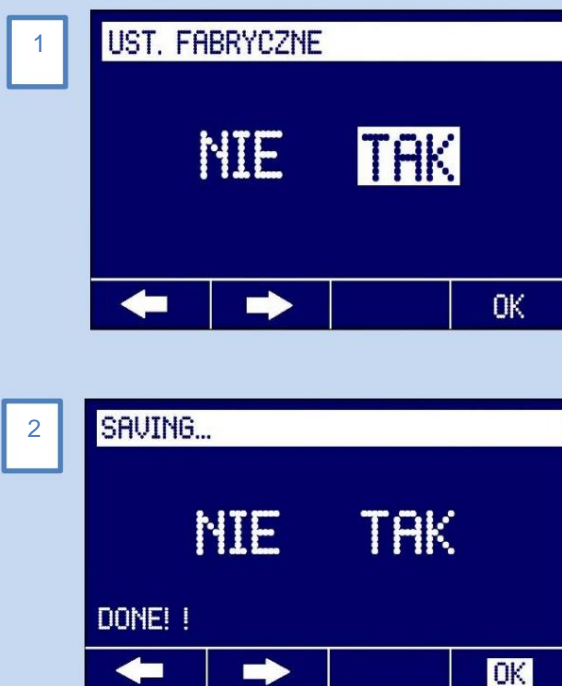 1
UST. FABRYCZNE
NIE TAK
OK
2
SAVING...
NIE TAK
DONE! !
OK